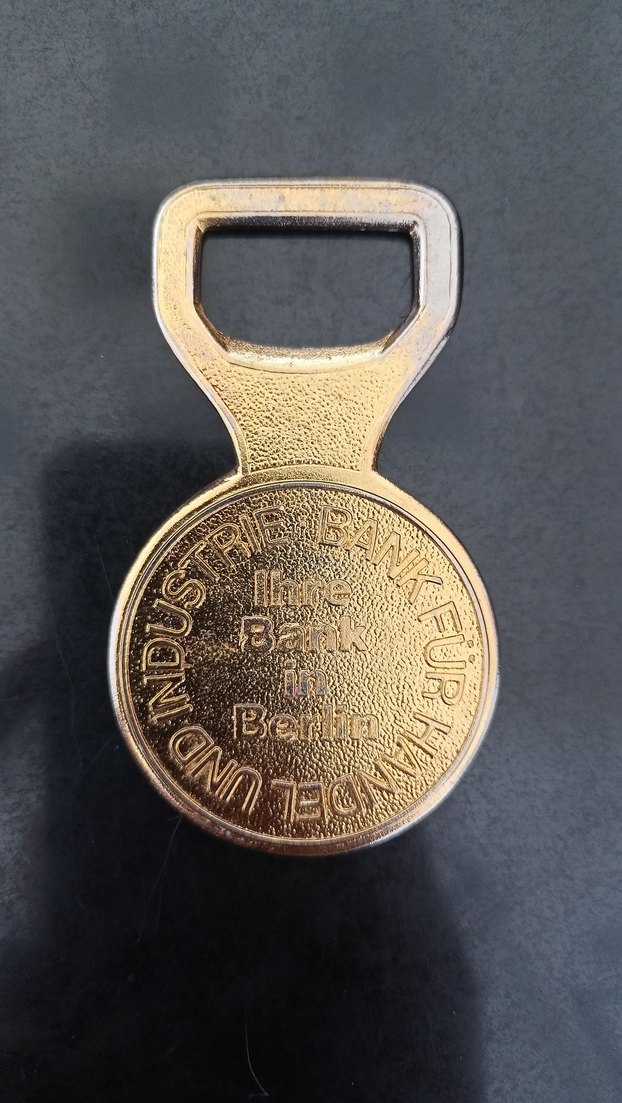 BANK FÜR HANDEL UND INDUSTRIE
Ihre
Bank
in
Berlin